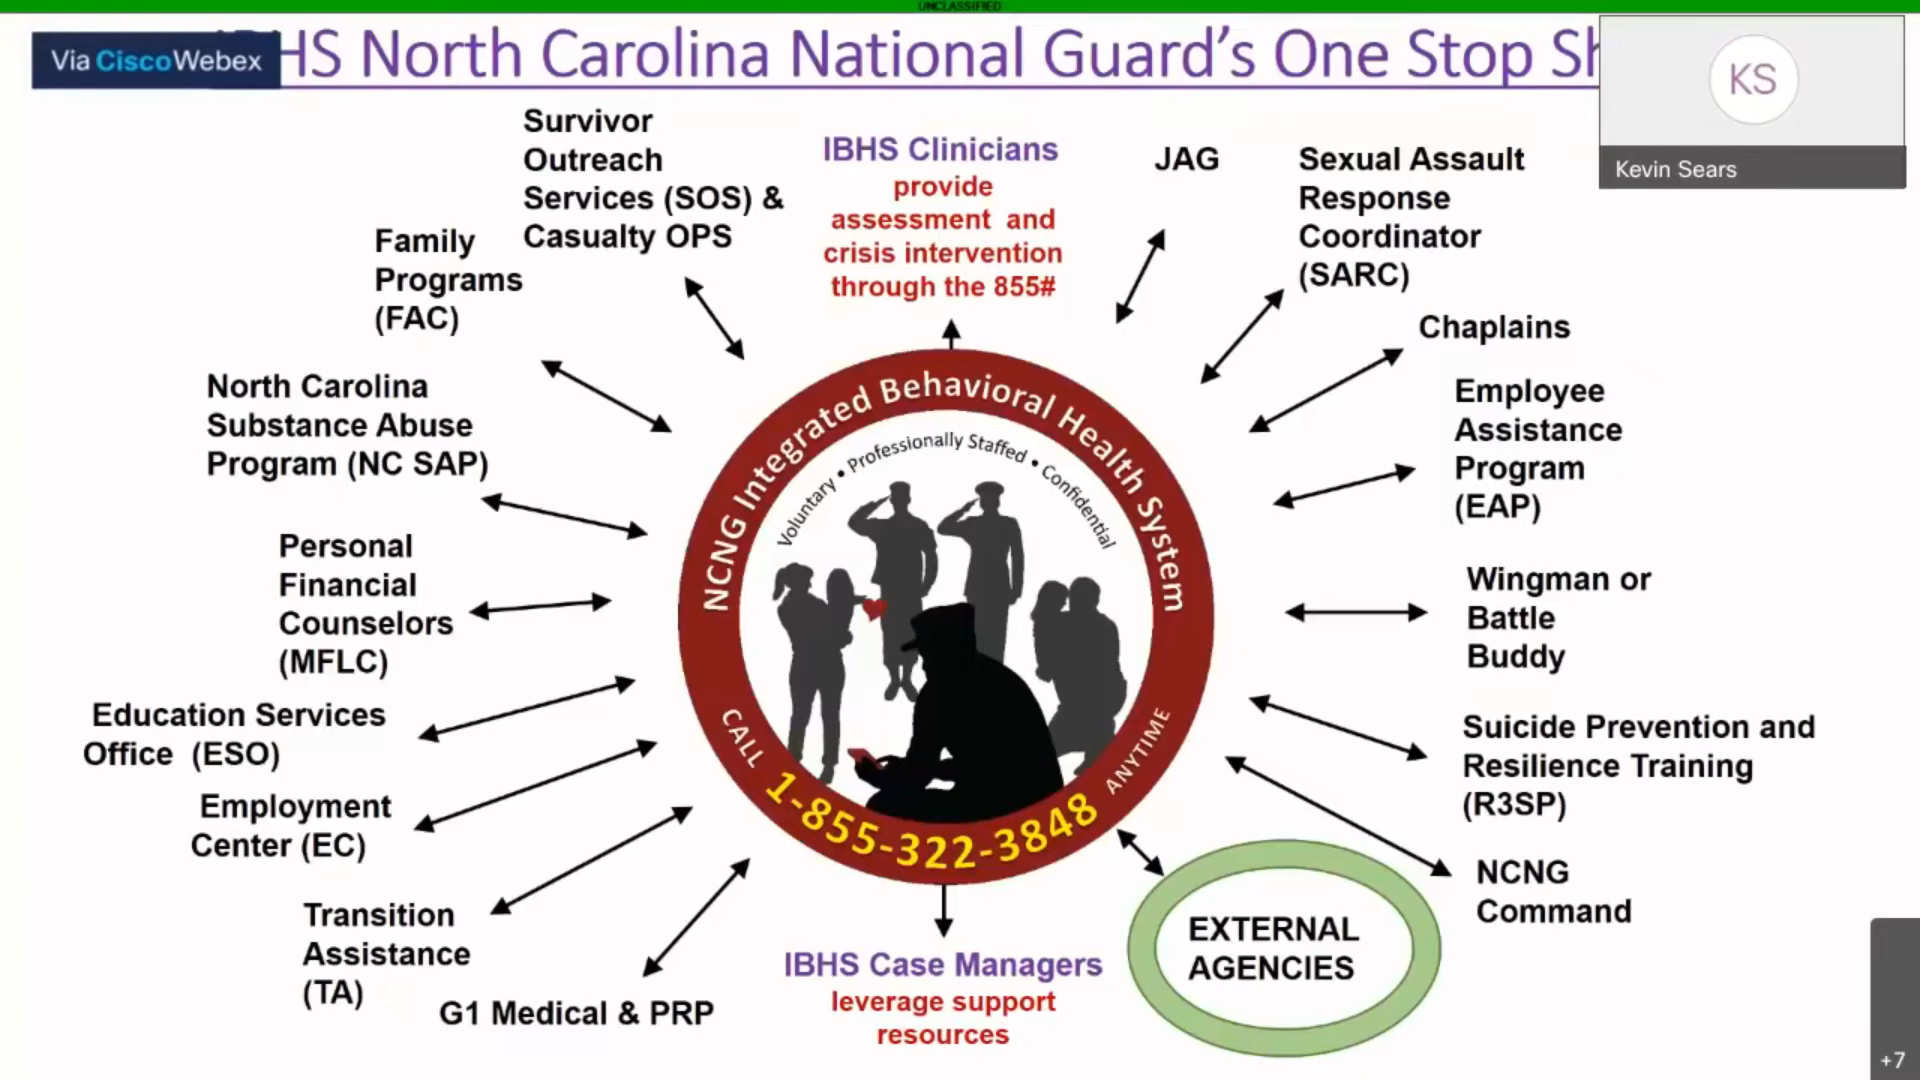 UNCLASSIFIED
Via CiscoWebex
HS North Carolina National Guard's One Stop Sh
KS
Kevin Sears
Survivor
Outreach
Services (SOS) &
Casualty OPS
IBHS Clinicians
provide
assessment and
crisis intervention
through the 855#
JAG
Sexual Assault
Response
Coordinator
(SARC)
Family
Programs
(FAC)
Chaplains
North Carolina
Substance Abuse
Program (NC SAP)
Employee
Assistance
Program
(EAP)
NCNG Integrated Behavioral Health System
Voluntary • Professionally Staffed • Confidential
CALL 1-855-322-3848 ANYTIME
Personal
Financial
Counselors
(MFLC)
Wingman or
Battle
Buddy
Education Services
Office (ESO)
Suicide Prevention and
Resilience Training
(R3SP)
Employment
Center (EC)
NCNG
Command
Transition
Assistance
(TA)
G1 Medical & PRP
IBHS Case Managers
leverage support
resources
EXTERNAL
AGENCIES
+7